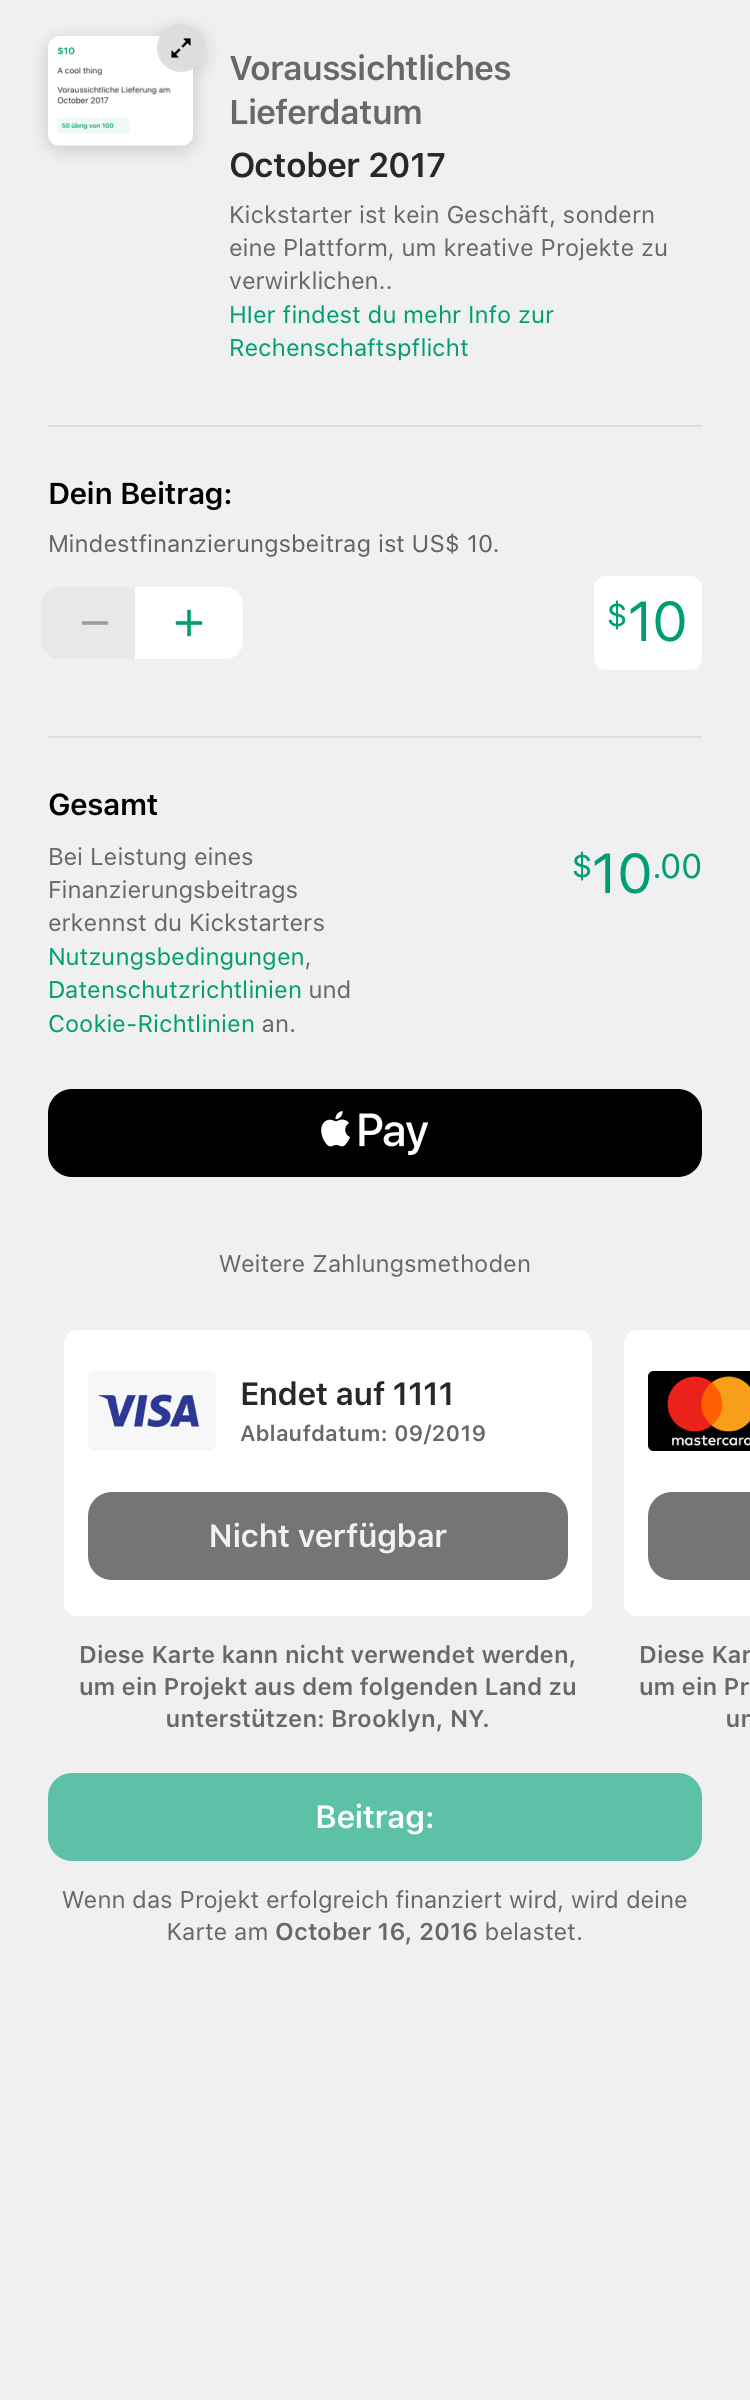 $10
A cool thing
Voraussichtliche Lieferung am
October 2017
50 übrig von 100
Voraussichtliches
Lieferdatum
October 2017
Kickstarter ist kein Geschäft, sondern
eine Plattform, um kreative Projekte zu
verwirklichen..
HIer findest du mehr Info zur
Rechenschaftspflicht
Dein Beitrag:
Mindestfinanzierungsbeitrag ist US$ 10.
$10
Gesamt
Bei Leistung eines
Finanzierungsbeitrags
erkennst du Kickstarters
Nutzungsbedingungen,
Datenschutzrichtlinien und
Cookie-Richtlinien an.
$10.00
Pay
Weitere Zahlungsmethoden
VISA
Endet auf 1111
Ablaufdatum: 09/2019
Nicht verfügbar
Diese Karte kann nicht verwendet werden,
um ein Projekt aus dem folgenden Land zu
unterstützen: Brooklyn, NY.
mastercard
Diese Kar
um ein Pr
un
Beitrag:
Wenn das Projekt erfolgreich finanziert wird, wird deine
Karte am October 16, 2016 belastet.